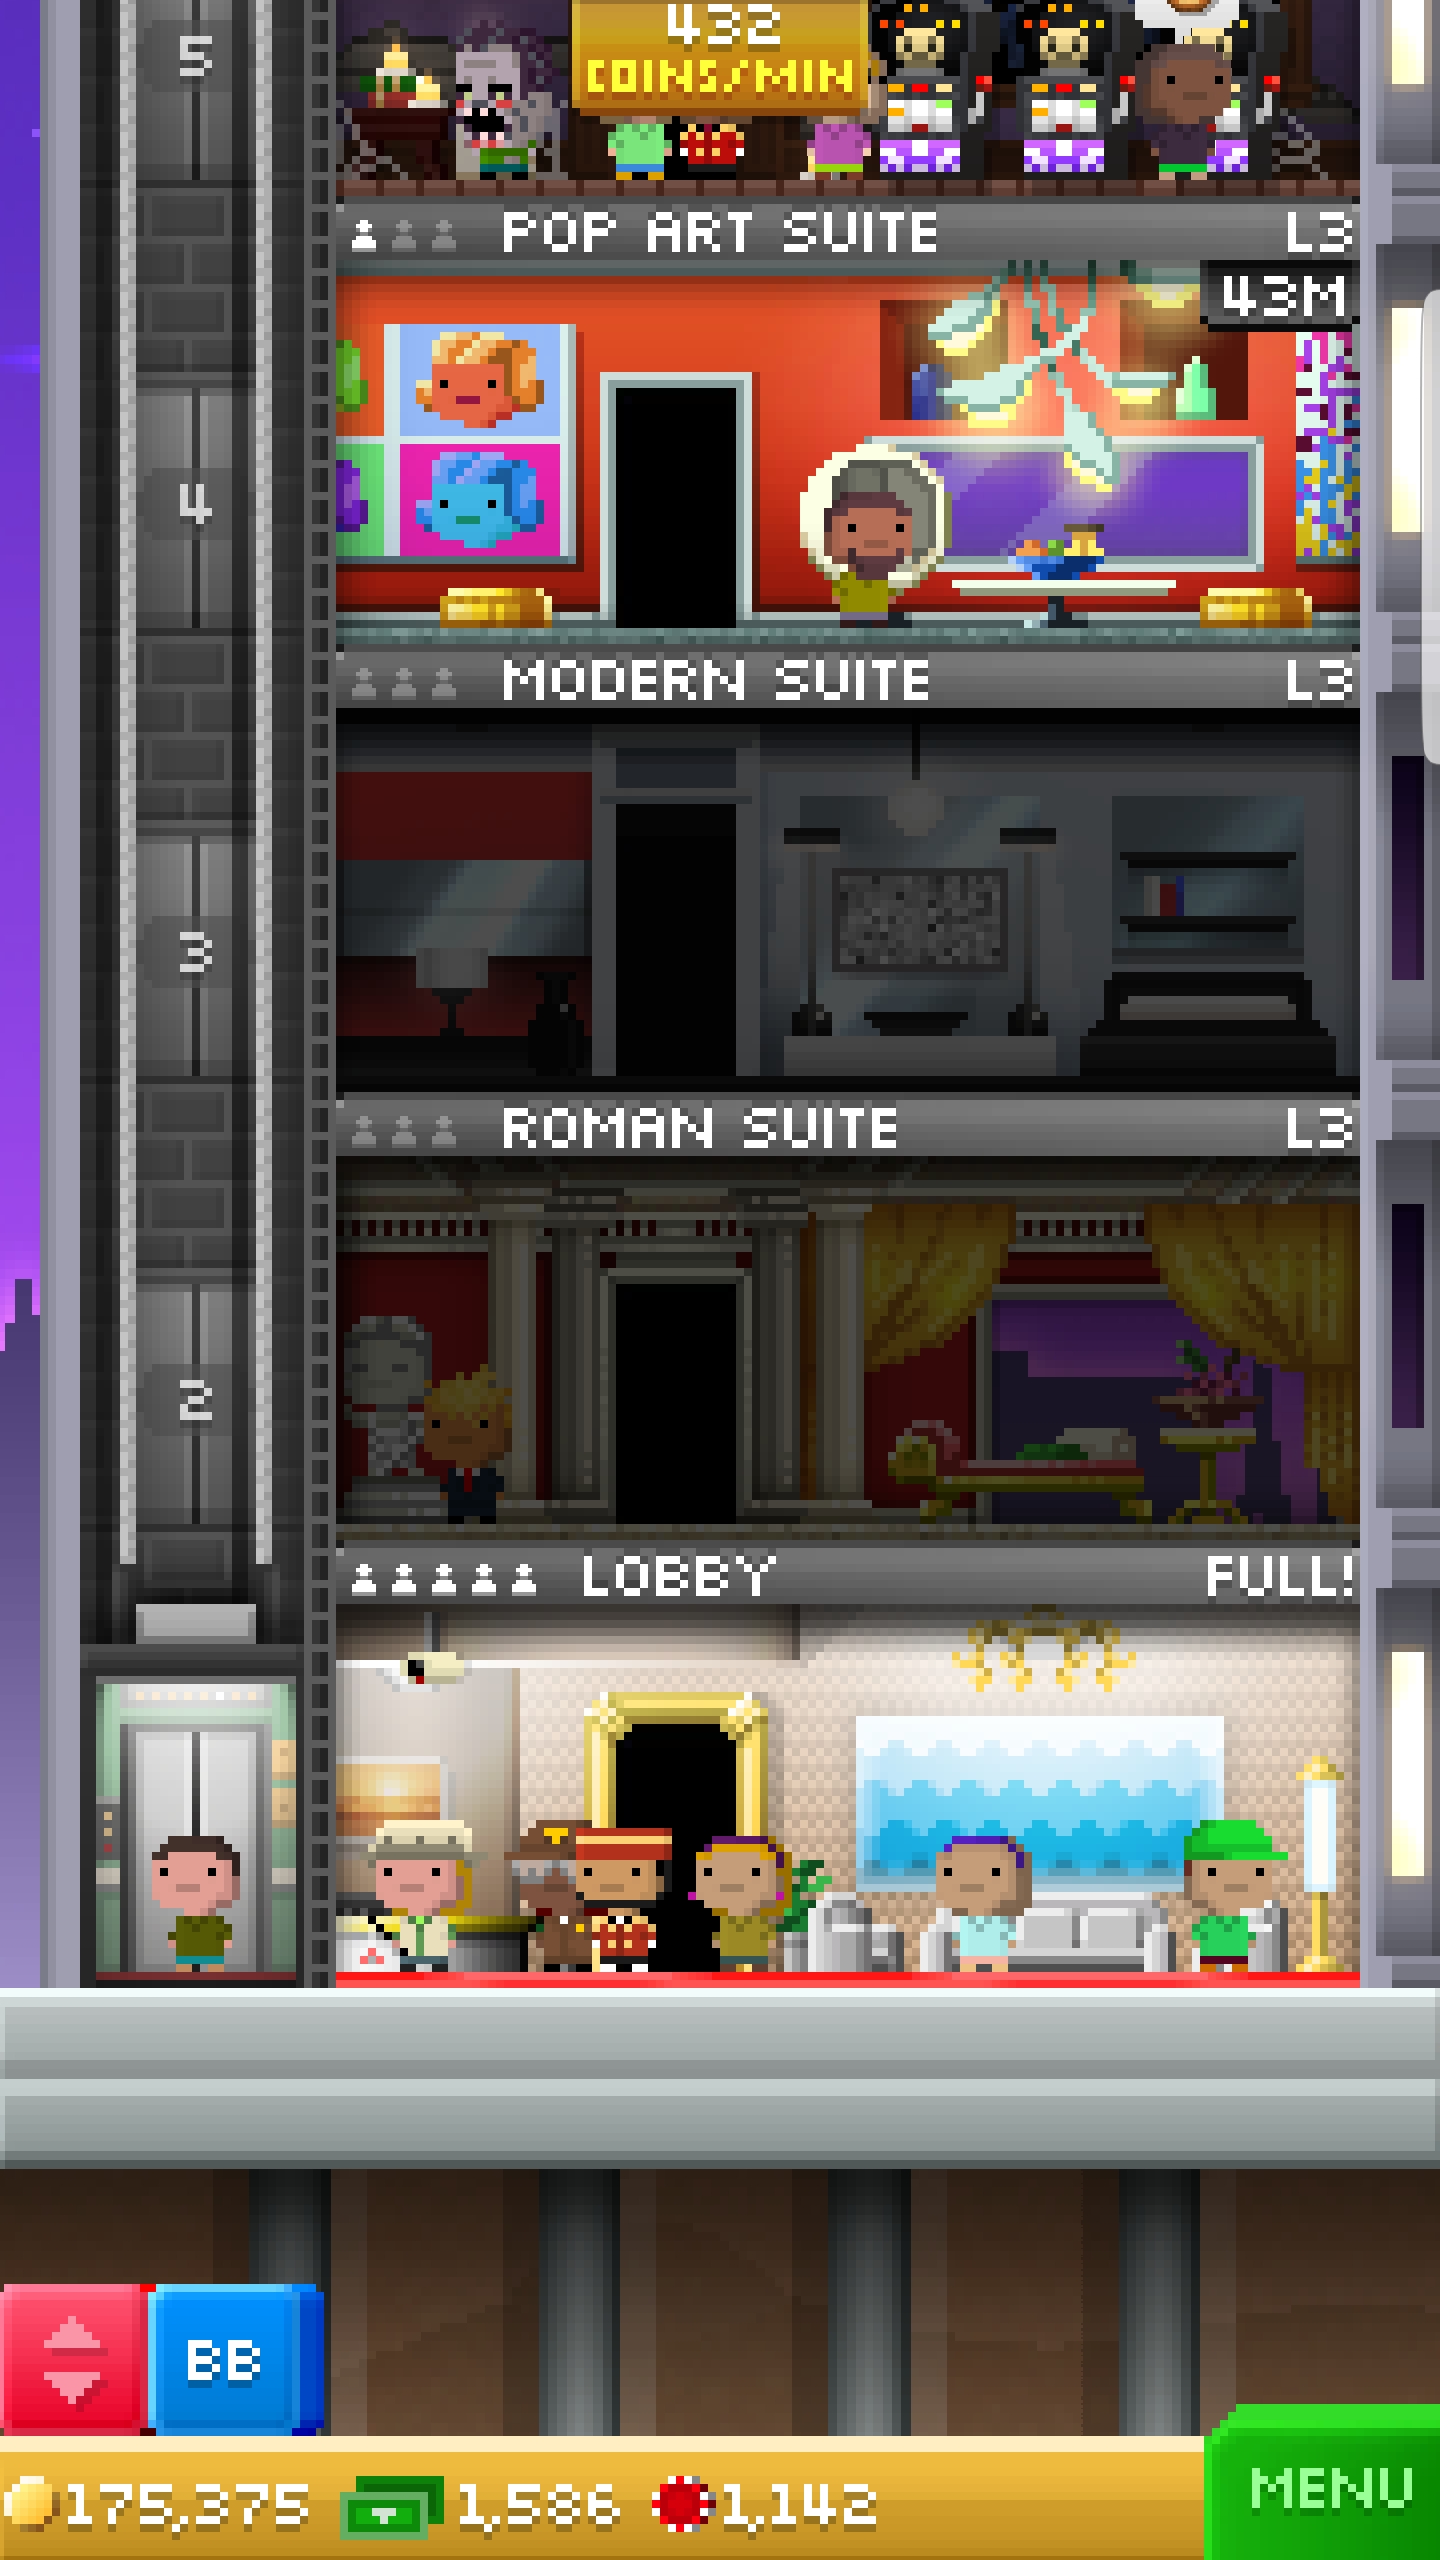 432
COINS/MIN
5
POP ART SUITE L3
43M
4
MODERN SUITE L3
3
ROMAN SUITE L3
2
LOBBY FULL!
BB
175,375 1,586 1,142
MENU